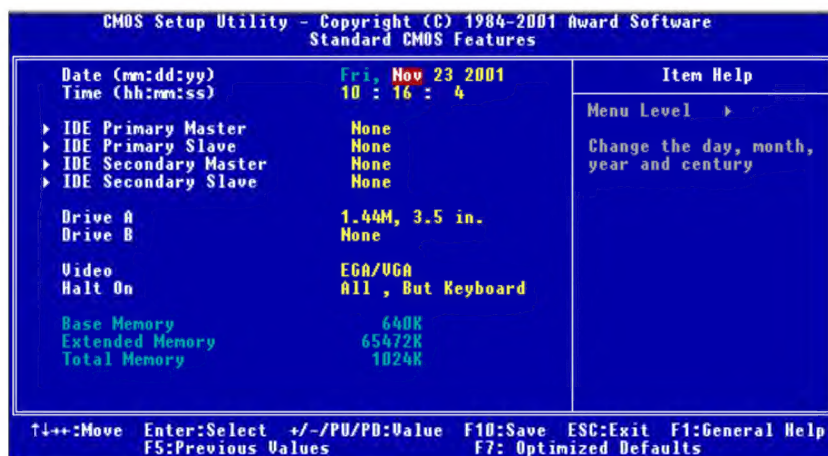 CMOS Setup Utility - Copyright (C) 1984-2001 Award Software
Standard CMOS Features
Date (mm:dd:yy) Fri, Nov 23 2001
Time (hh:mm:ss) 10 : 16 : 4
IDE Primary Master None
IDE Primary Slave None
IDE Secondary Master None
IDE Secondary Slave None
Drive A 1.44M, 3.5 in.
Drive B None
Video EGA/VGA
Halt On All , But Keyboard
Base Memory 640K
Extended Memory 65472K
Total Memory 1024K
Item Help
Menu Level ▸
Change the day, month,
year and century
↑↓→←:Move Enter:Select +/-/PU/PD:Value F10:Save ESC:Exit F1:General Help
F5:Previous Values F7: Optimized Defaults